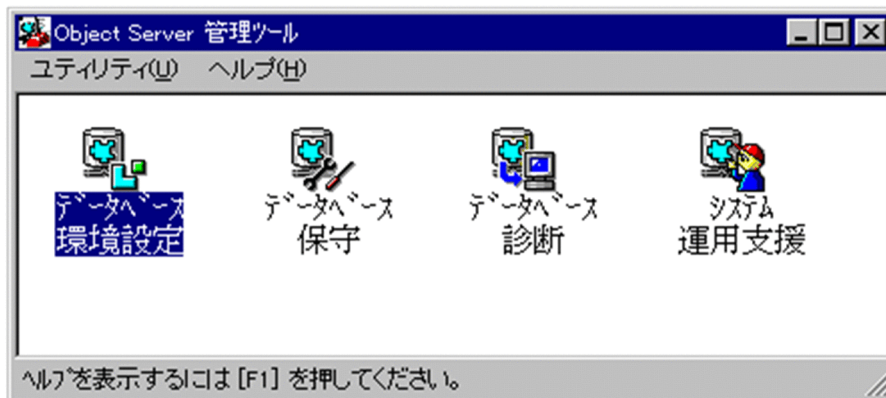 Object Server 管理ツール
ユティリティ(U) ヘルプ(H)
ﾃﾞｰﾀﾍﾞｰｽ
環境設定
ﾃﾞｰﾀﾍﾞｰｽ
保守
ﾃﾞｰﾀﾍﾞｰｽ
診断
ｼｽﾃﾑ
運用支援
ﾍﾙﾌﾟを表示するには [F1] を押してください。